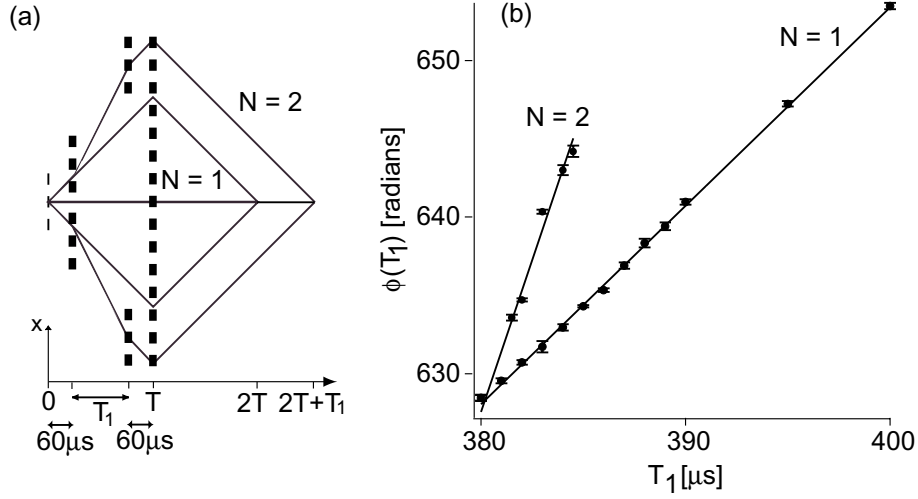 (a)
N = 2
N = 1
x
0
T₁
T
2T
2T+T₁
60μs
60μs
(b)
N = 1
N = 2
650
640
630
ϕ(T₁) [radians]
380
390
400
T₁[μs]